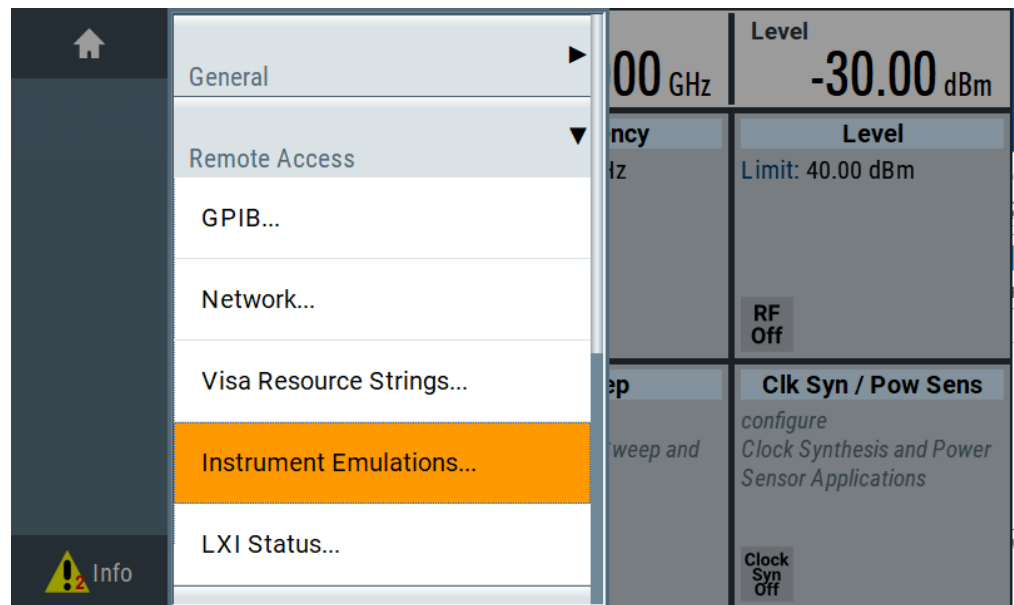 General
Remote Access
GPIB...
Network...
Visa Resource Strings...
Instrument Emulations...
LXI Status...
2 Info
00 GHz
Level
-30.00 dBm
ncy
Hz
Level
Limit: 40.00 dBm
RF
Off
ep
weep and
Clk Syn / Pow Sens
configure
Clock Synthesis and Power
Sensor Applications
Clock
Syn
Off